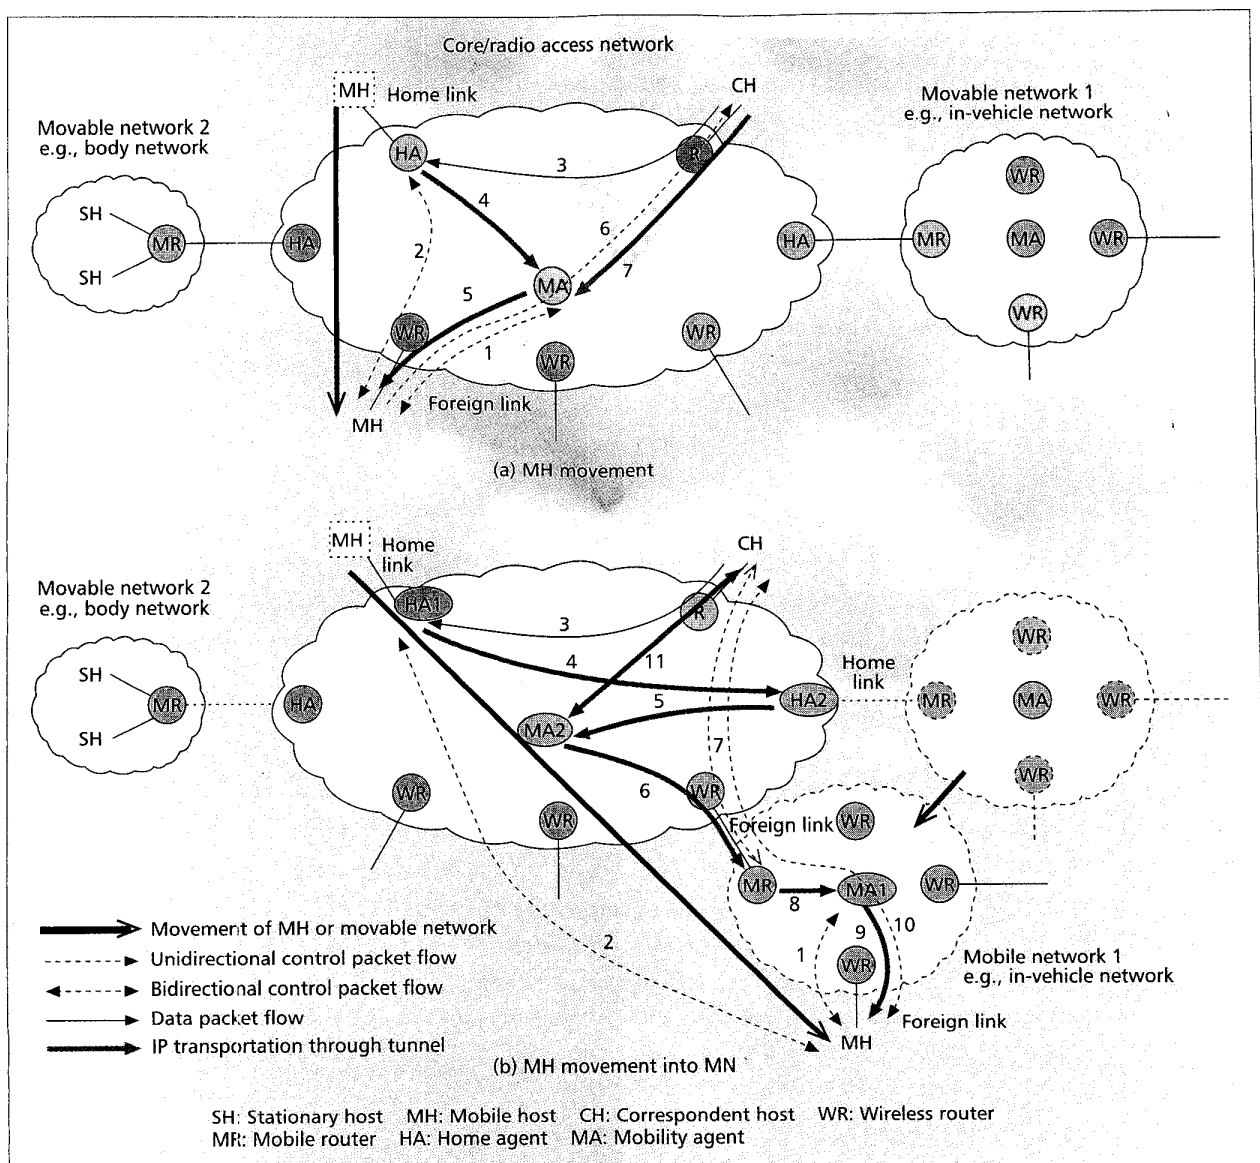 Core/radio access network
MH
Home link
CH
Movable network 1
e.g., in-vehicle network
Movable network 2
e.g., body network
HA
R
3
WR
SH
MR
HA
4
6
2
7
HA
MR
MA
WR
SH
5
MA
WR
WR
WR
1
WR
Foreign link
MH
(a) MH movement
MH
Home
link
CH
Movable network 2
e.g., body network
HA1
R
3
WR
SH
4
11
Home
link
MR
HA
5
HA2
MR
MA
WR
SH
MA2
7
WR
6
WR
WR
WR
Foreign link
WR
MR
MA1
WR
8
9
10
Movement of MH or movable network
2
1
WR
Mobile network 1
e.g., in-vehicle network
Unidirectional control packet flow
Bidirectional control packet flow
Data packet flow
Foreign link
IP transportation through tunnel
MH
(b) MH movement into MN
SH: Stationary host MH: Mobile host CH: Correspondent host WR: Wireless router
MR: Mobile router HA: Home agent MA: Mobility agent